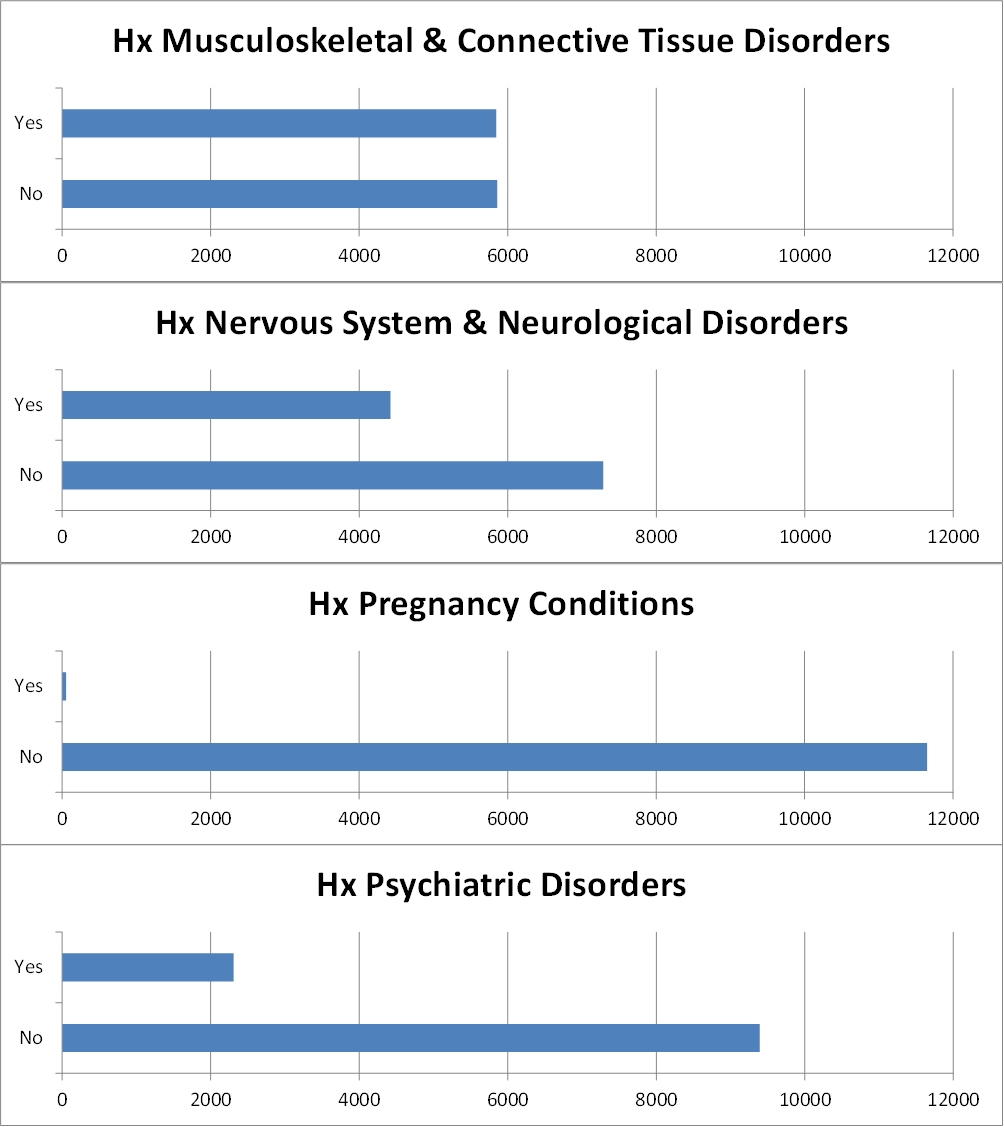 Hx Musculoskeletal & Connective Tissue Disorders
Yes
No
0 2000 4000 6000 8000 10000 12000
Hx Nervous System & Neurological Disorders
Yes
No
0 2000 4000 6000 8000 10000 12000
Hx Pregnancy Conditions
Yes
No
0 2000 4000 6000 8000 10000 12000
Hx Psychiatric Disorders
Yes
No
0 2000 4000 6000 8000 10000 12000